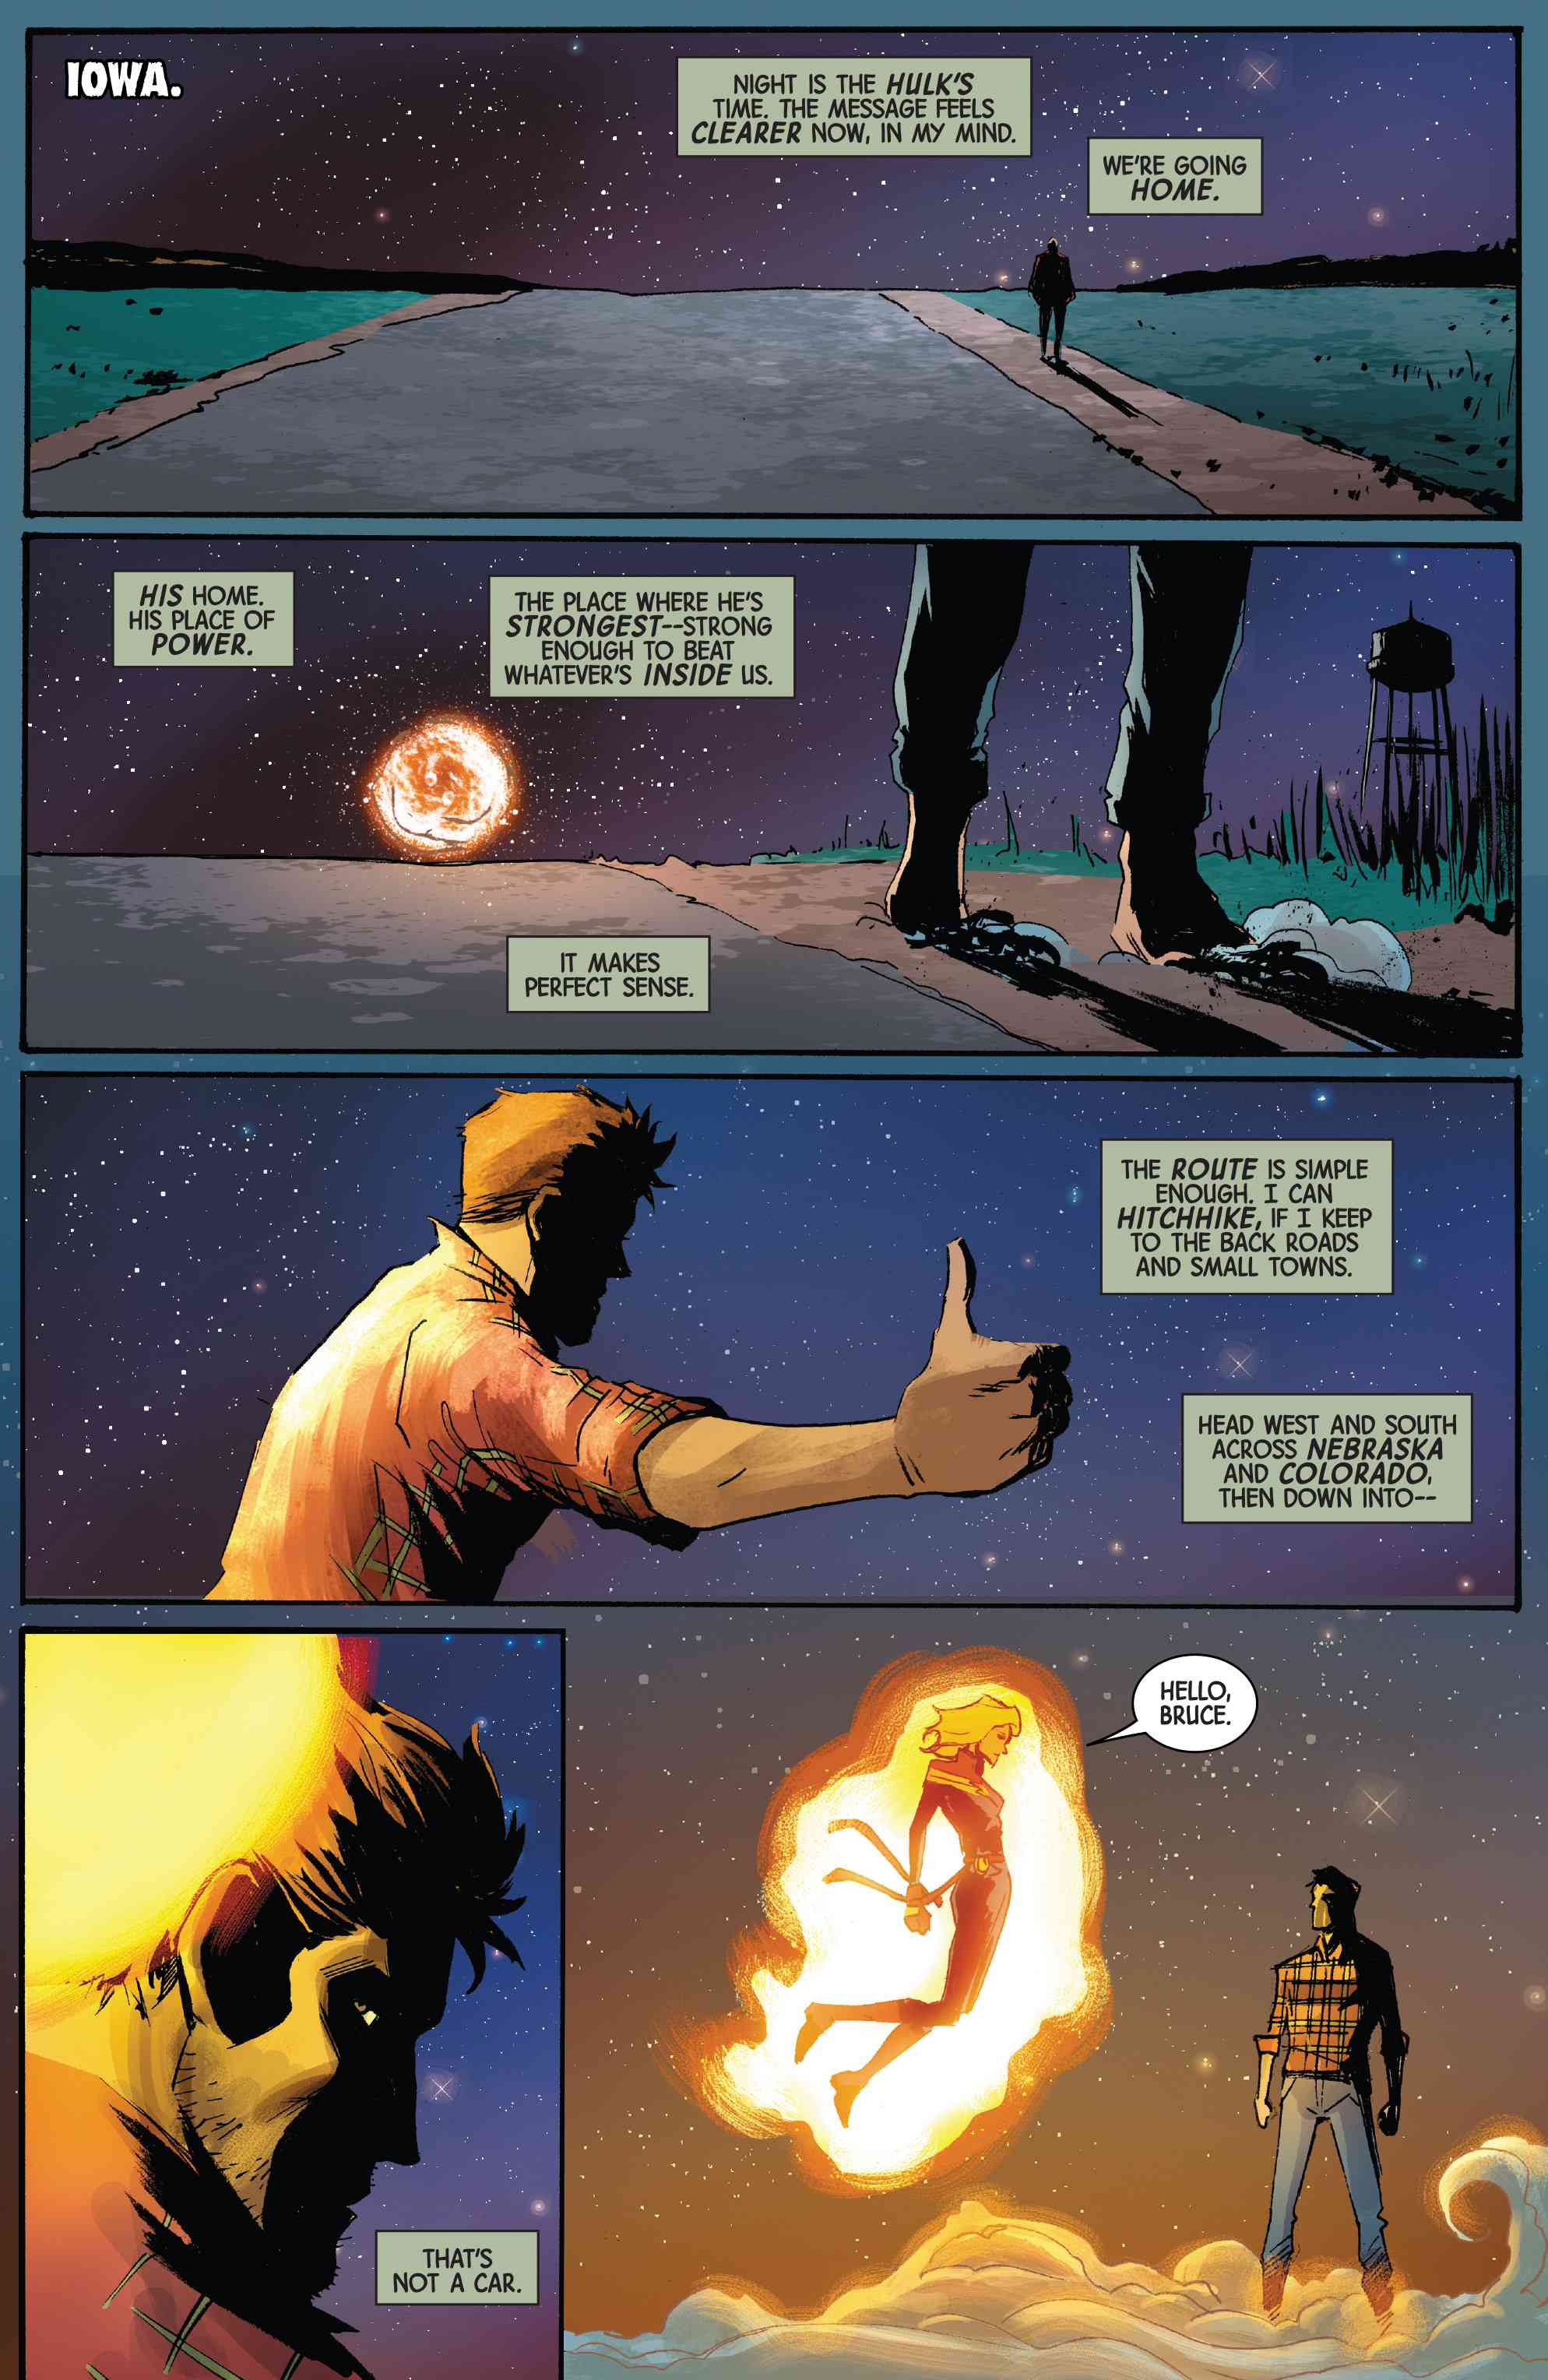 IOWA.
NIGHT IS THE HULK'S
TIME. THE MESSAGE FEELS
CLEARER NOW, IN MY MIND.
WE'RE GOING
HOME.
HIS HOME.
HIS PLACE OF
POWER.
THE PLACE WHERE HE'S
STRONGEST--STRONG
ENOUGH TO BEAT
WHATEVER'S INSIDE US.
IT MAKES
PERFECT SENSE.
THE ROUTE IS SIMPLE
ENOUGH. I CAN
HITCHHIKE, IF I KEEP
TO THE BACK ROADS
AND SMALL TOWNS.
HEAD WEST AND SOUTH
ACROSS NEBRASKA
AND COLORADO,
THEN DOWN INTO--
THAT'S
NOT A CAR.
HELLO,
BRUCE.